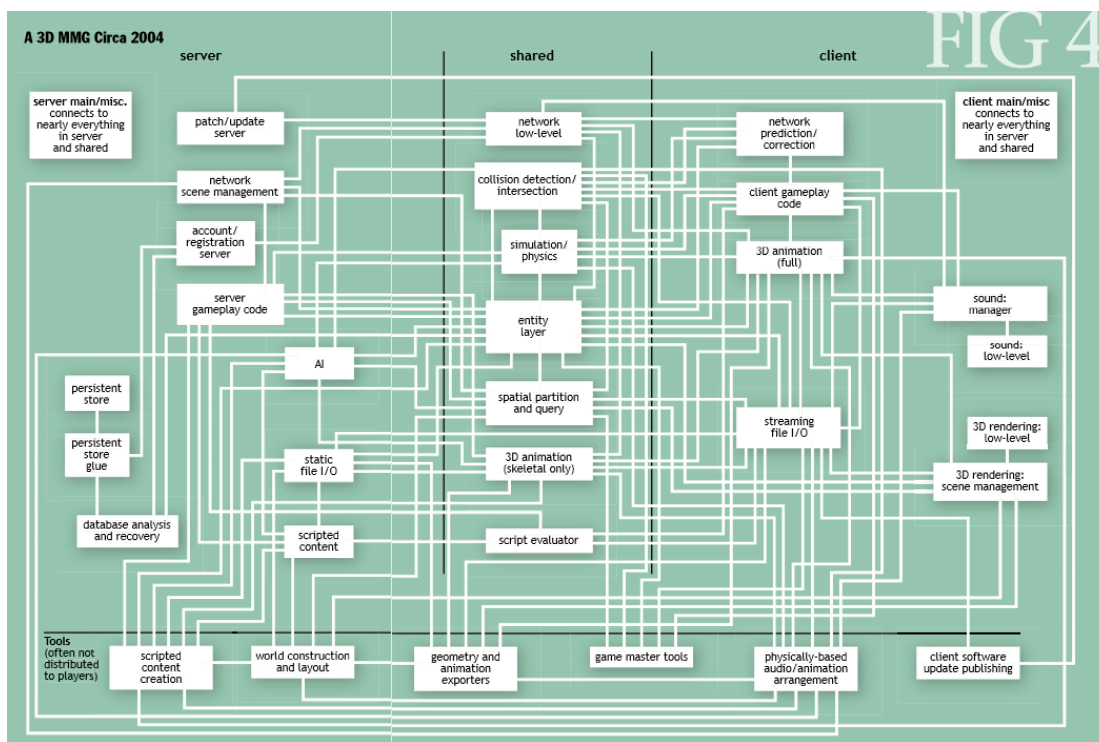 A 3D MMG Circa 2004
FIG 4
server
shared
client
server main/misc.
connects to
nearly everything
in server
and shared
patch/update
server
network
low-level
network
prediction/
correction
client main/misc
connects to
nearly everything
in server
and shared
network
scene management
collision detection/
intersection
client gameplay
code
account/
registration
server
simulation/
physics
3D animation
(full)
server
gameplay code
entity
layer
sound:
manager
sound:
low-level
AI
persistent
store
spatial partition
and query
streaming
file I/O
3D rendering:
low-level
persistent
store
glue
static
file I/O
3D animation
(skeletal only)
3D rendering:
scene management
database analysis
and recovery
scripted
content
script evaluator
Tools
(often not
distributed
to players)
scripted
content
creation
world construction
and layout
geometry and
animation
exporters
game master tools
physically-based
audio/animation
arrangement
client software
update publishing